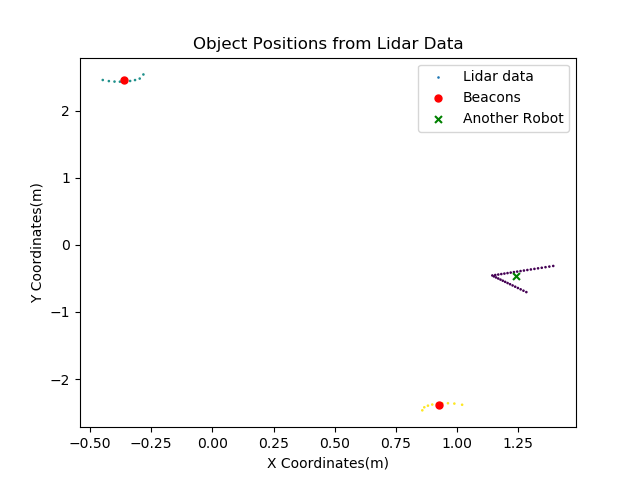 Object Positions from Lidar Data
Lidar data
Beacons
Another Robot
Y Coordinates(m)
2
1
0
−1
−2
−0.50 −0.25 0.00 0.25 0.50 0.75 1.00 1.25
X Coordinates(m)